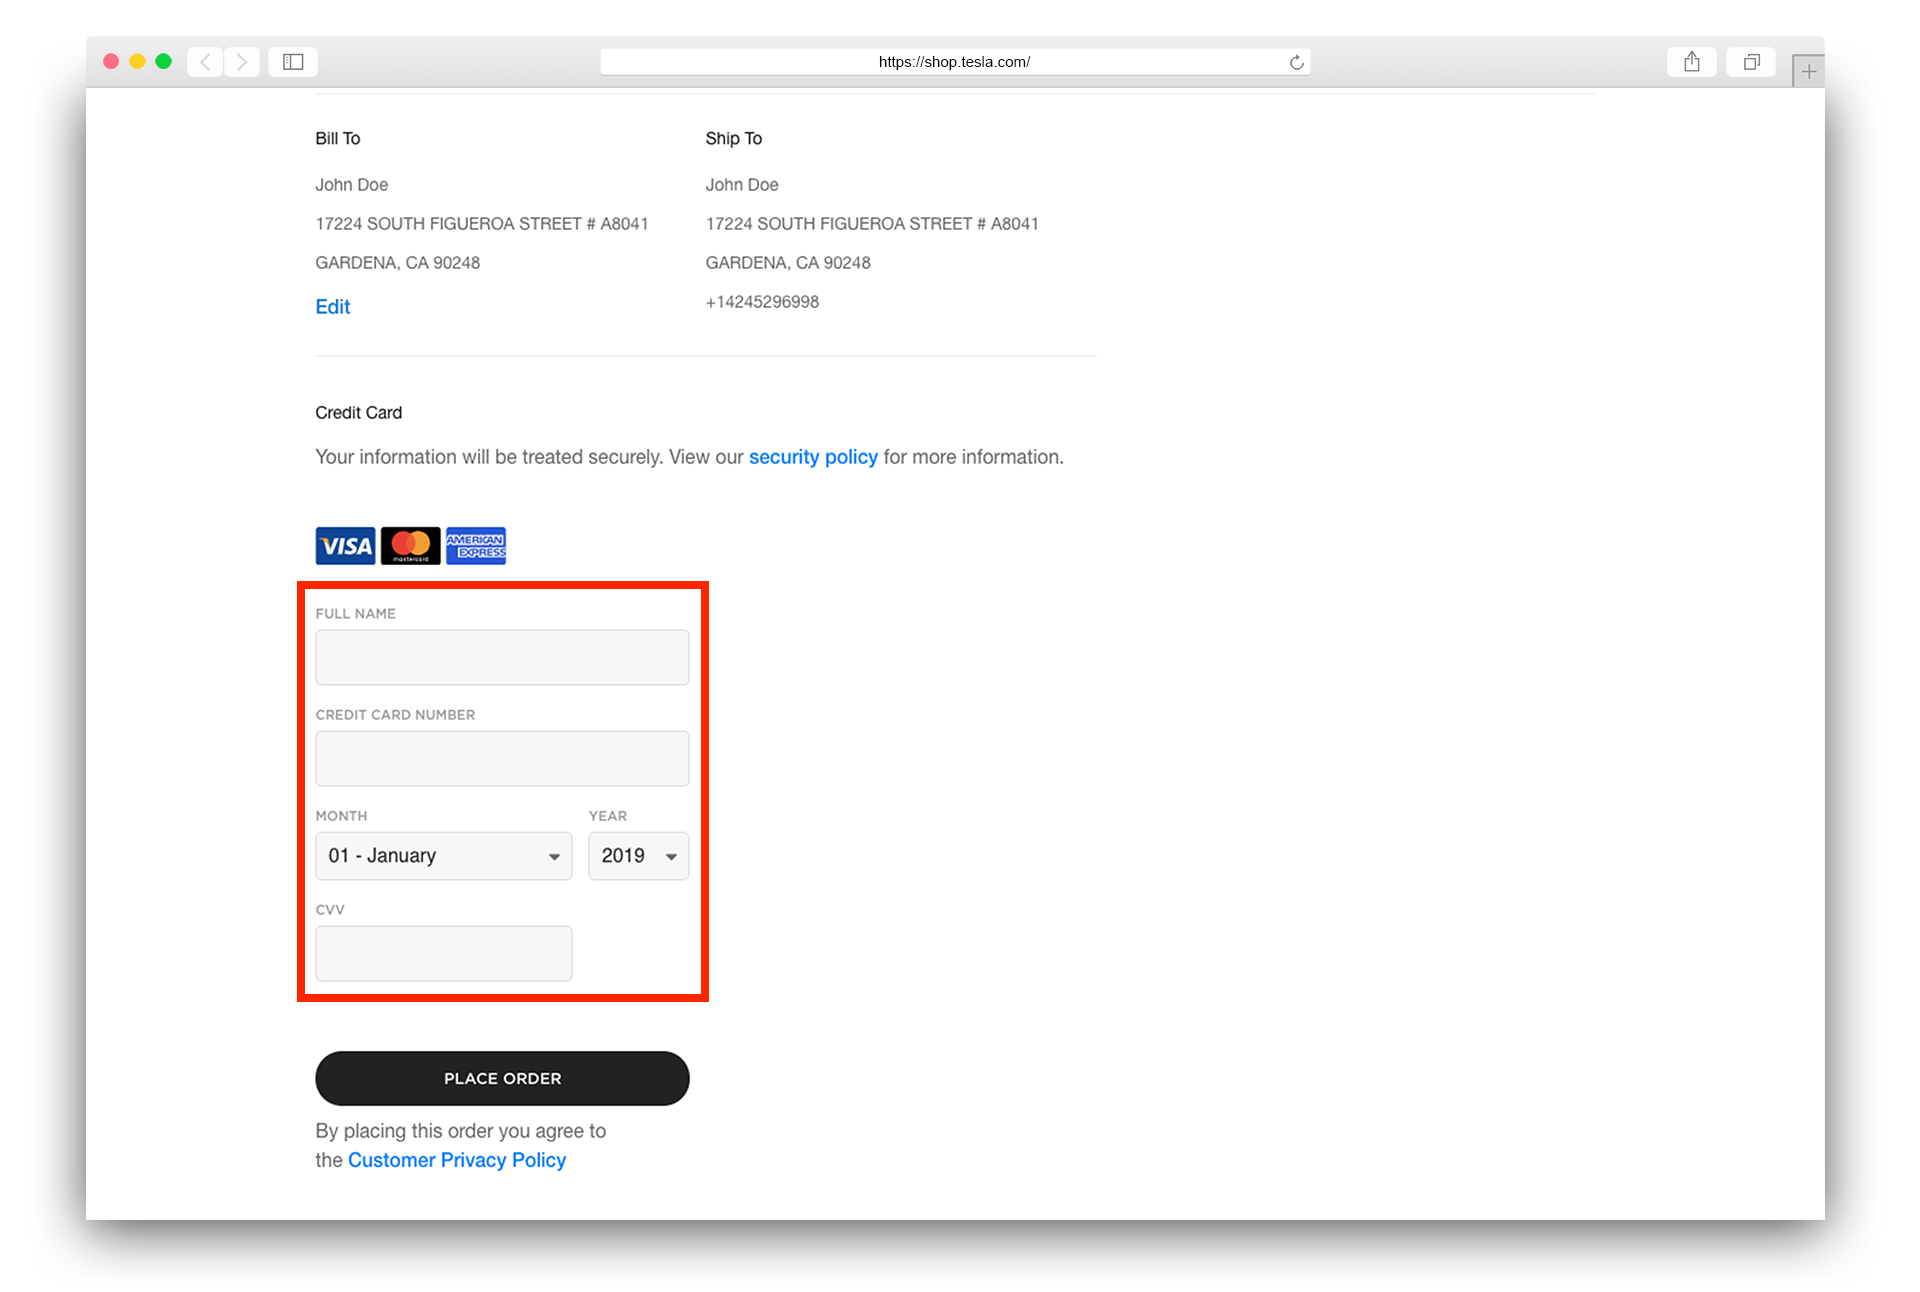 https://shop.tesla.com/
Bill To
John Doe
17224 SOUTH FIGUEROA STREET # A8041
GARDENA, CA 90248
Edit
Ship To
John Doe
17224 SOUTH FIGUEROA STREET # A8041
GARDENA, CA 90248
+14245296998
Credit Card
Your information will be treated securely. View our security policy for more information.
VISA
mastercard
AMERICAN
EXPRESS
FULL NAME
CREDIT CARD NUMBER
MONTH
01 - January
YEAR
2019
CVV
PLACE ORDER
By placing this order you agree to
the Customer Privacy Policy